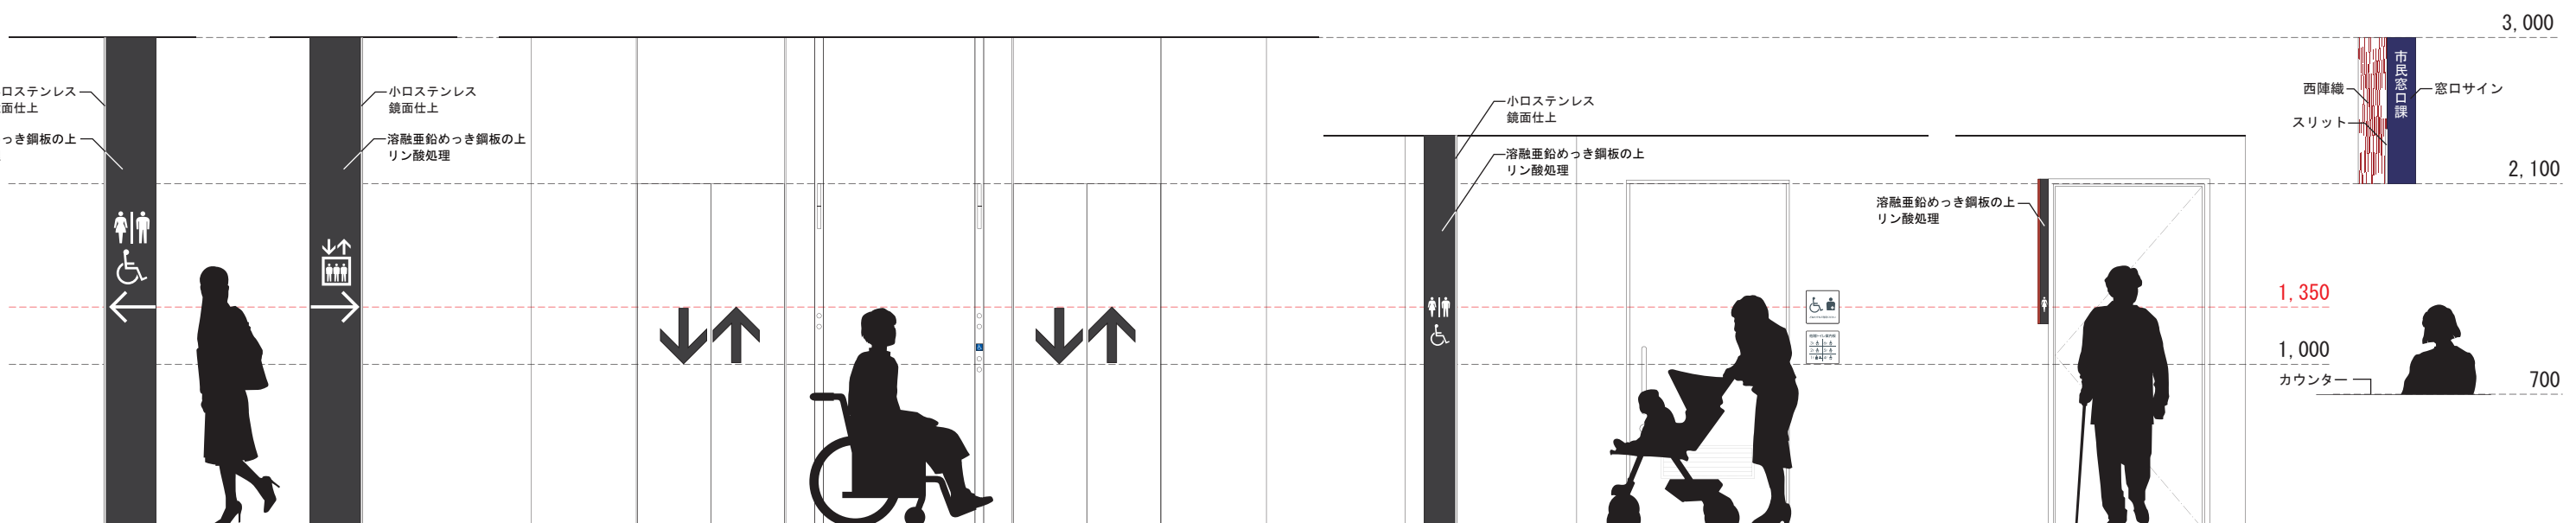 3,000
口ステンレス
面仕上
っき鋼板の上
小口ステンレス
鏡面仕上
溶融亜鉛めっき鋼板の上
リン酸処理
小口ステンレス
鏡面仕上
溶融亜鉛めっき鋼板の上
リン酸処理
溶融亜鉛めっき鋼板の上
リン酸処理
西陣織
スリット
市民窓口課
窓口サイン
2,100
1,350
1,000
カウンター
700